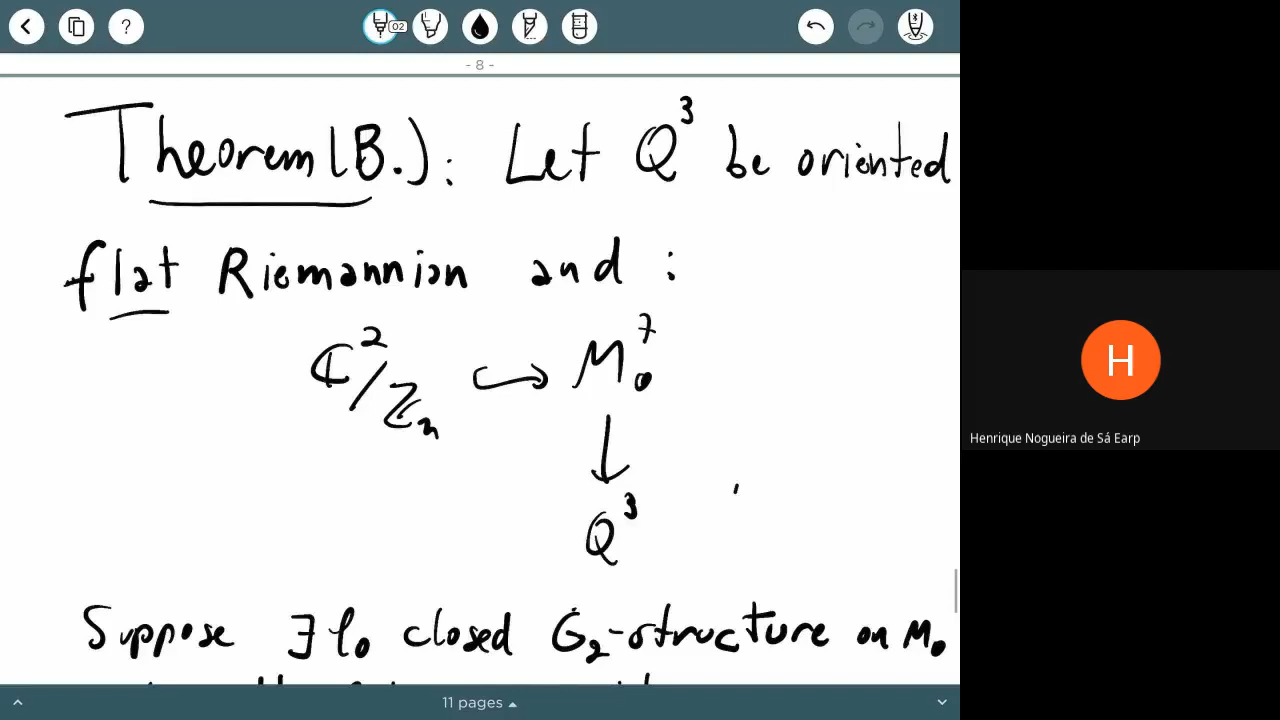 02
- 8 -
Theorem (B.): Let Q³ be oriented
flat Riemannian and :
ℂ²/ℤₙ ↪ M₀⁷
↓
Q³
Suppose ∃ φ₀ closed G₂-structure on M₀
Henrique Nogueira de Sá Earp
H
11 pages